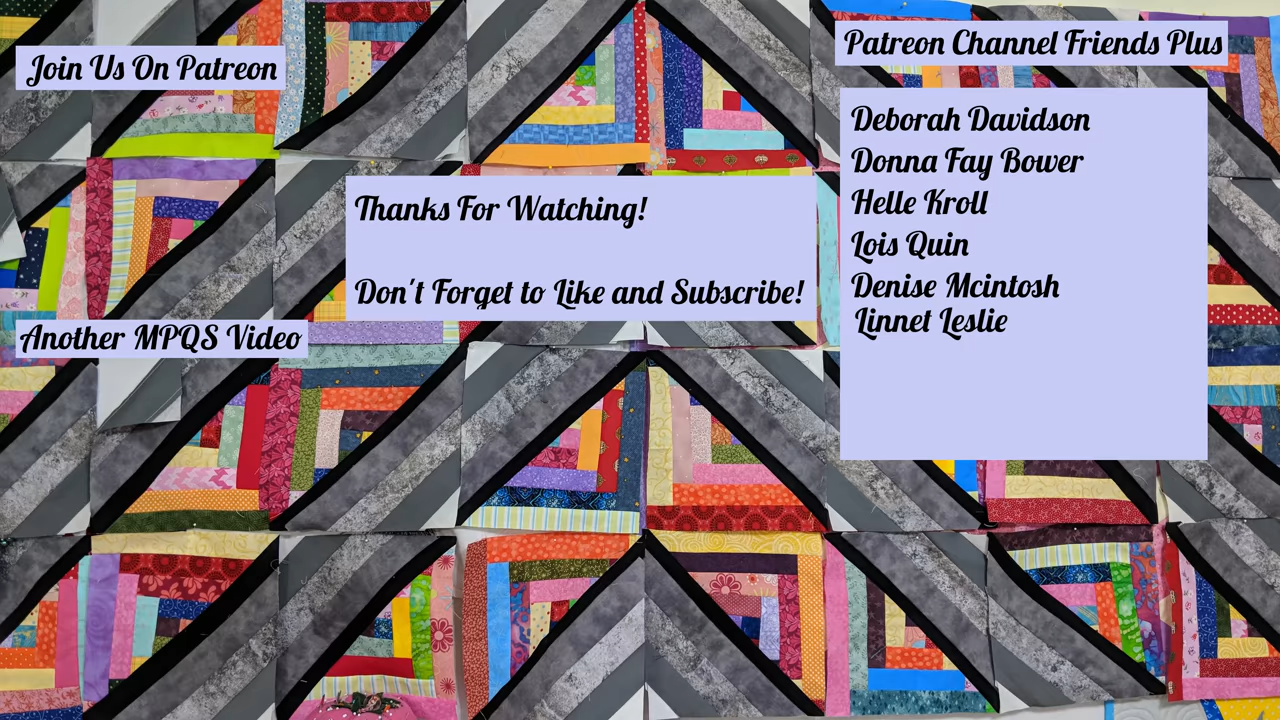 Join Us On Patreon
Patreon Channel Friends Plus
Thanks For Watching!
Don't Forget to Like and Subscribe!
Another MPQS Video
Deborah Davidson
Donna Fay Bower
Helle Kroll
Lois Quin
Denise Mcintosh
Linnet Leslie